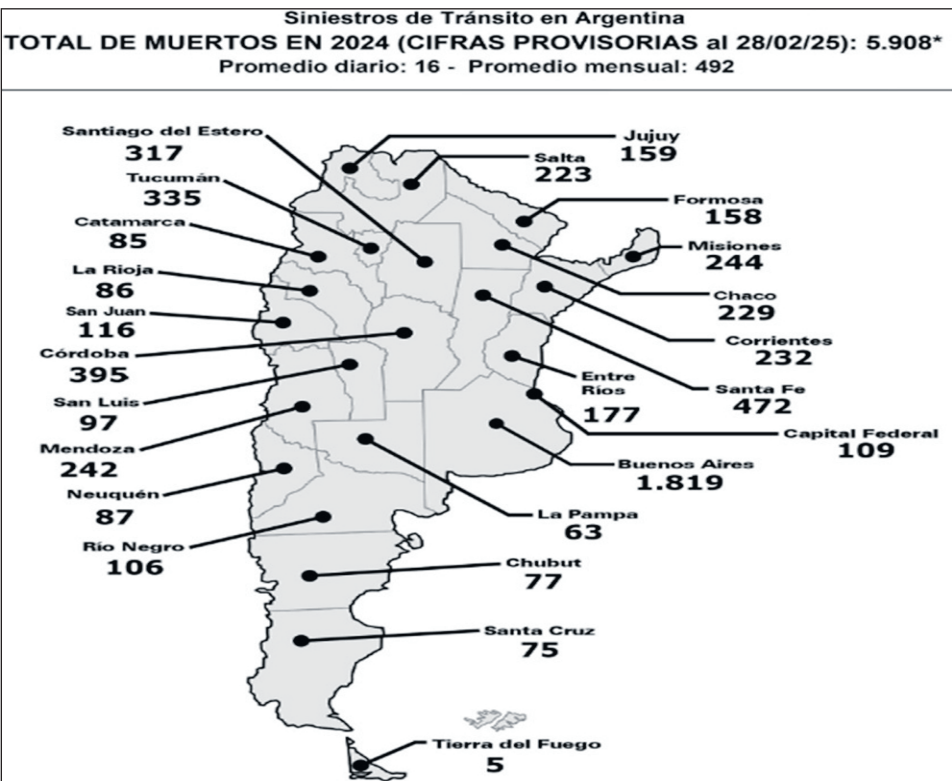 Siniestros de Tránsito en Argentina
TOTAL DE MUERTOS EN 2024 (CIFRAS PROVISORIAS al 28/02/25): 5.908*
Promedio diario: 16 - Promedio mensual: 492
Santiago del Estero
317
Tucumán
335
Catamarca
85
La Rioja
86
San Juan
116
Córdoba
395
San Luis
97
Mendoza
242
Neuquén
87
Río Negro
106
Jujuy
159
Salta
223
Formosa
158
Misiones
244
Chaco
229
Corrientes
232
Entre
Ríos
177
Santa Fe
472
Capital Federal
109
Buenos Aires
1.819
La Pampa
63
Chubut
77
Santa Cruz
75
Tierra del Fuego
5